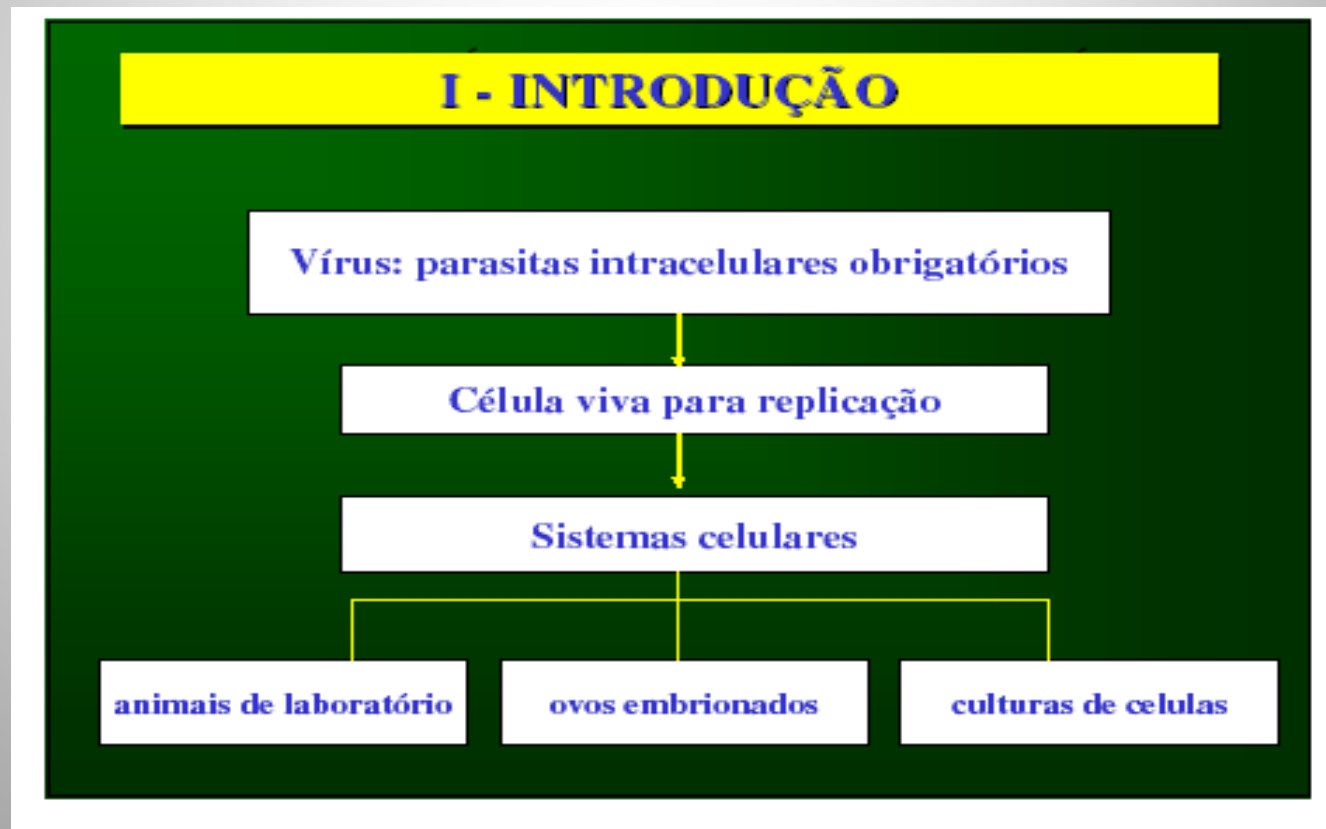 I - INTRODUÇÃO
Vírus: parasitas intracelulares obrigatórios
Célula viva para replicação
Sistemas celulares
animais de laboratório
ovos embrionados
culturas de celulas